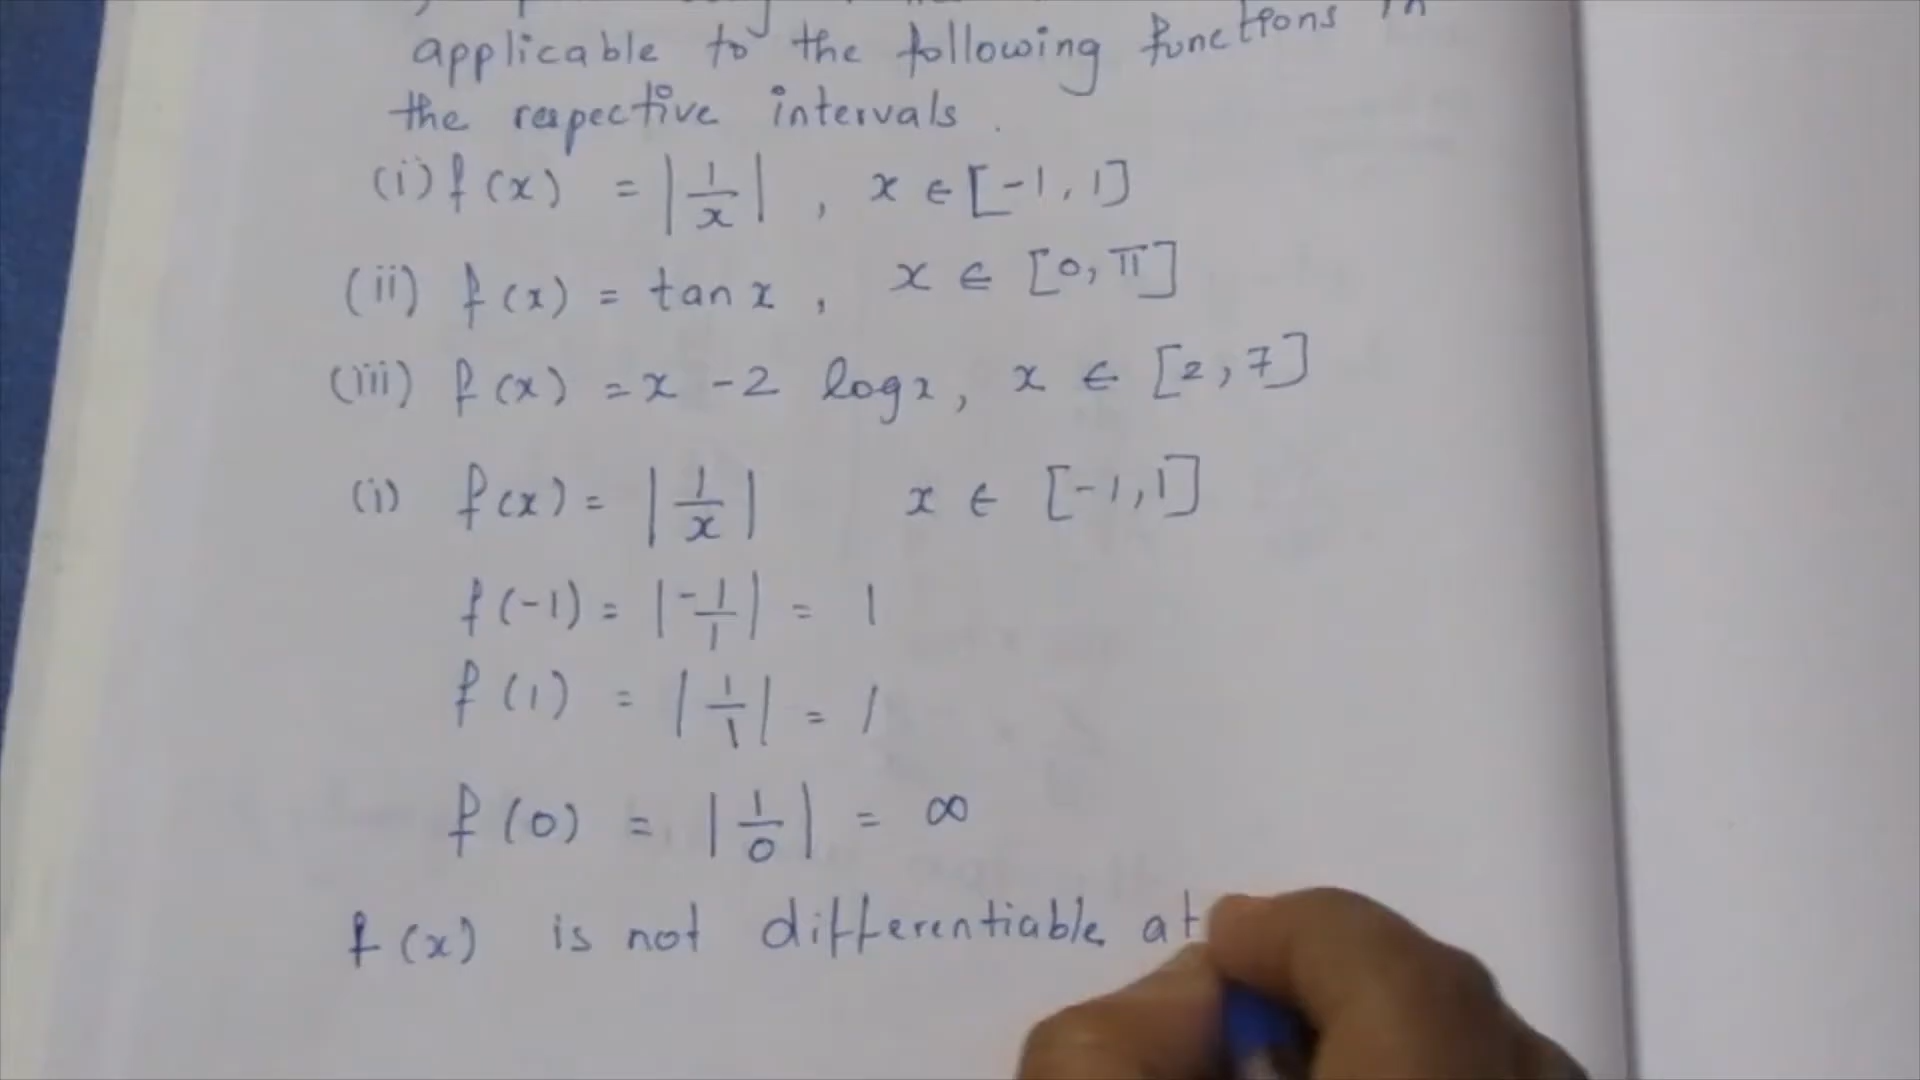 applicable to the following functions in
the respective intervals.
(i) f(x) = |1/x| , x ∈ [-1, 1]
(ii) f(x) = tan x , x ∈ [0, π]
(iii) f(x) = x - 2 log x, x ∈ [2, 7]
(i) f(x) = |1/x| x ∈ [-1, 1]
f(-1) = |-1/1| = 1
f(1) = |1/1| = 1
f(0) = |1/0| = ∞
f(x) is not differentiable at